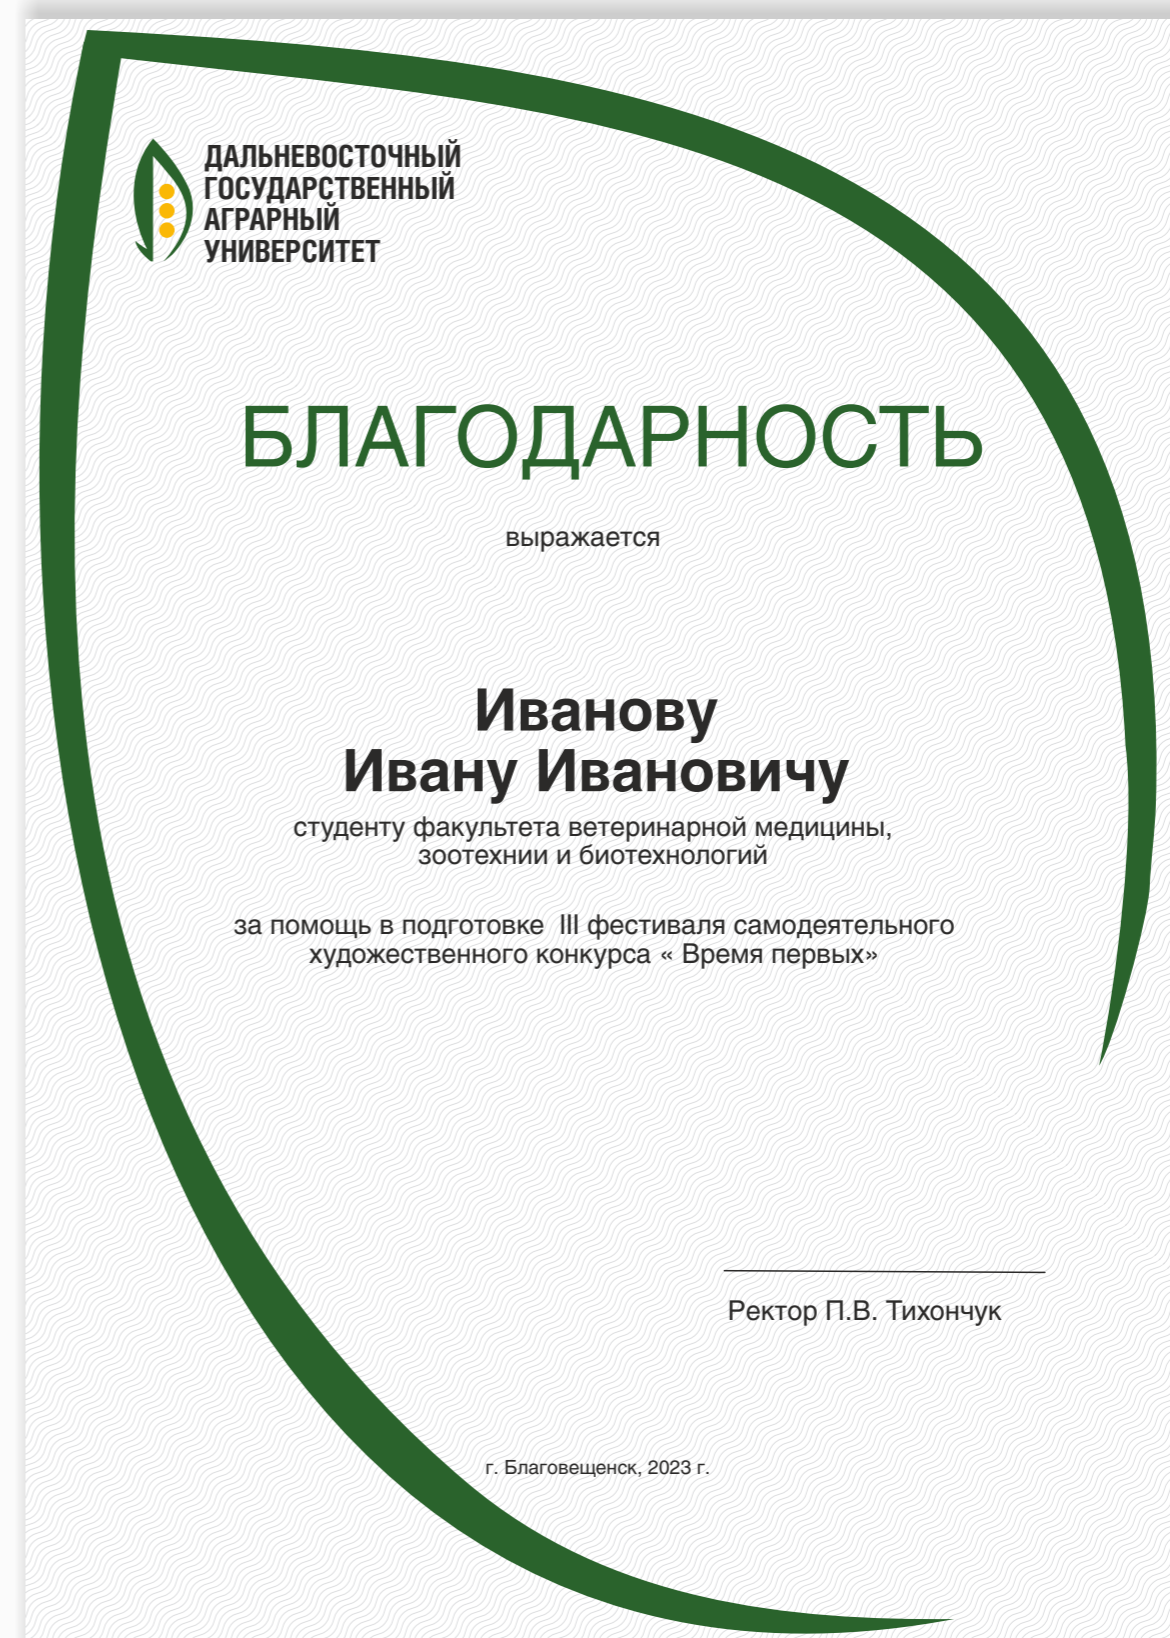 ДАЛЬНЕВОСТОЧНЫЙ
ГОСУДАРСТВЕННЫЙ
АГРАРНЫЙ
УНИВЕРСИТЕТ
БЛАГОДАРНОСТЬ
выражается
Иванову
Ивану Ивановичу
студенту факультета ветеринарной медицины,
зоотехнии и биотехнологий
за помощь в подготовке  III фестиваля самодеятельного
художественного конкурса « Время первых»
Ректор П.В. Тихончук
г. Благовещенск, 2023 г.